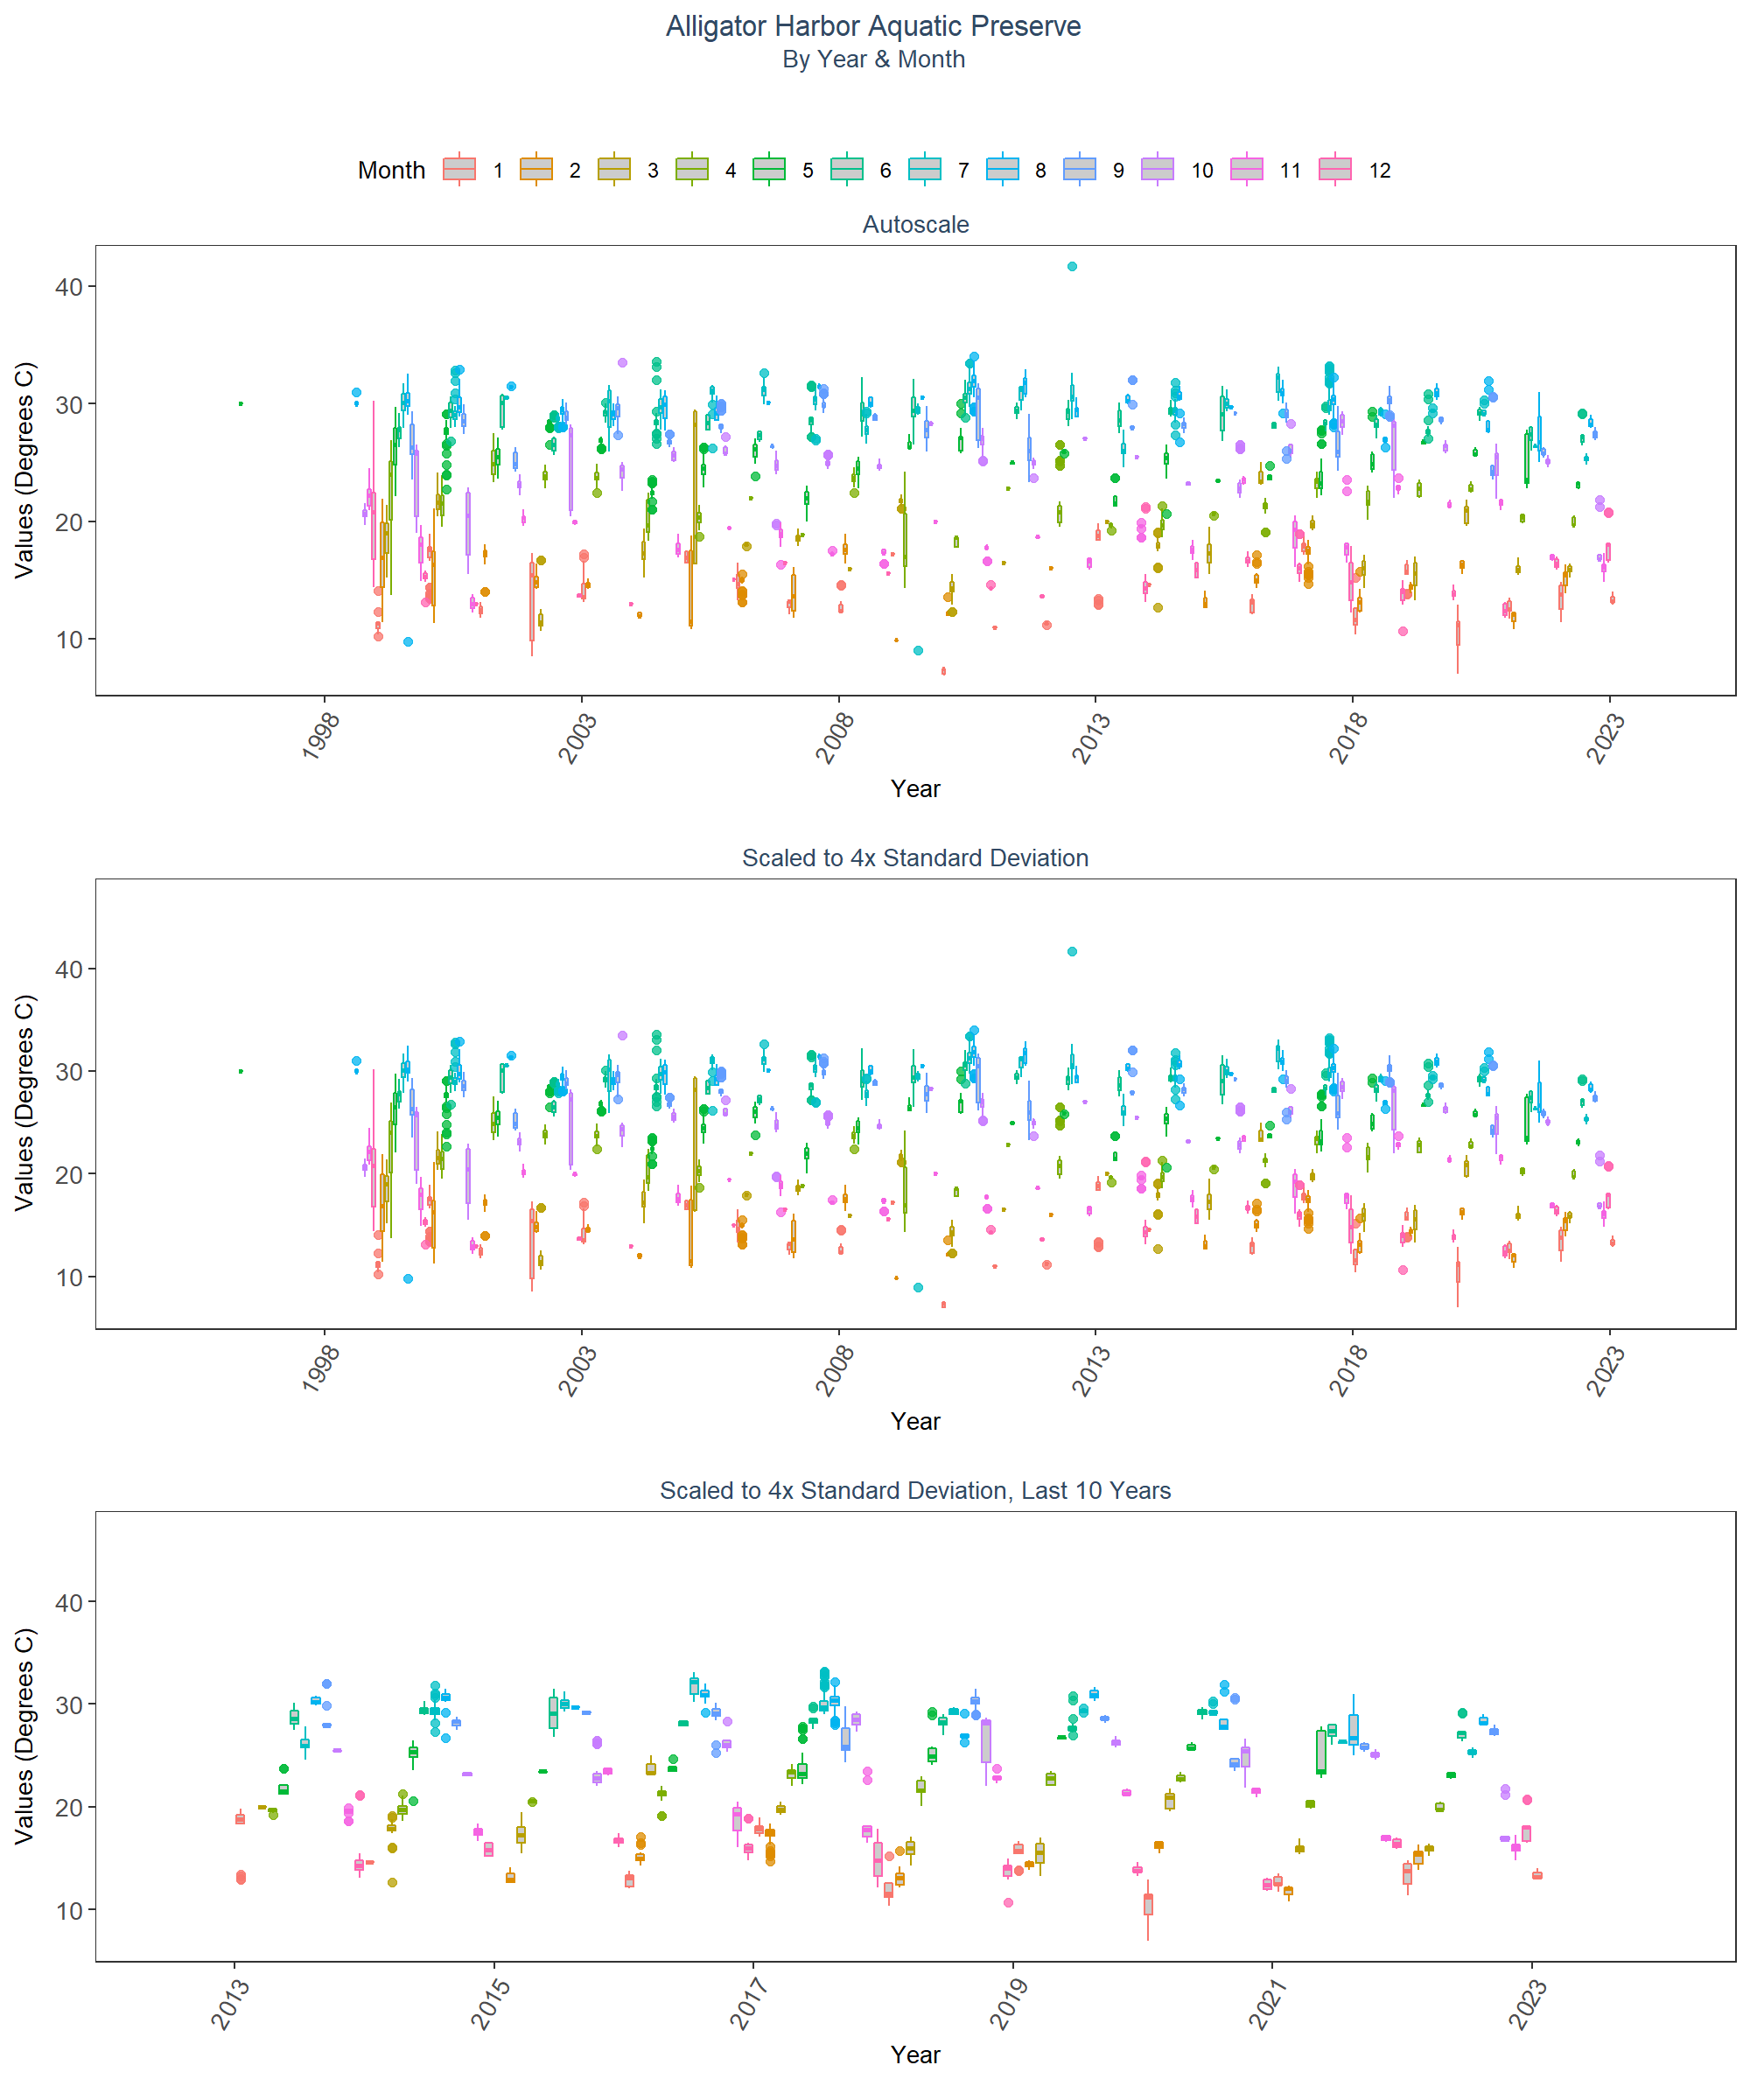 Alligator Harbor Aquatic Preserve
By Year & Month
Month 1 2 3 4 5 6 7 8 9 10 11 12
Autoscale
Values (Degrees C)
40
30
20
10
1998 2003 2008 2013 2018 2023
Year
Scaled to 4x Standard Deviation
Values (Degrees C)
40
30
20
10
1998 2003 2008 2013 2018 2023
Year
Scaled to 4x Standard Deviation, Last 10 Years
Values (Degrees C)
40
30
20
10
2013 2015 2017 2019 2021 2023
Year